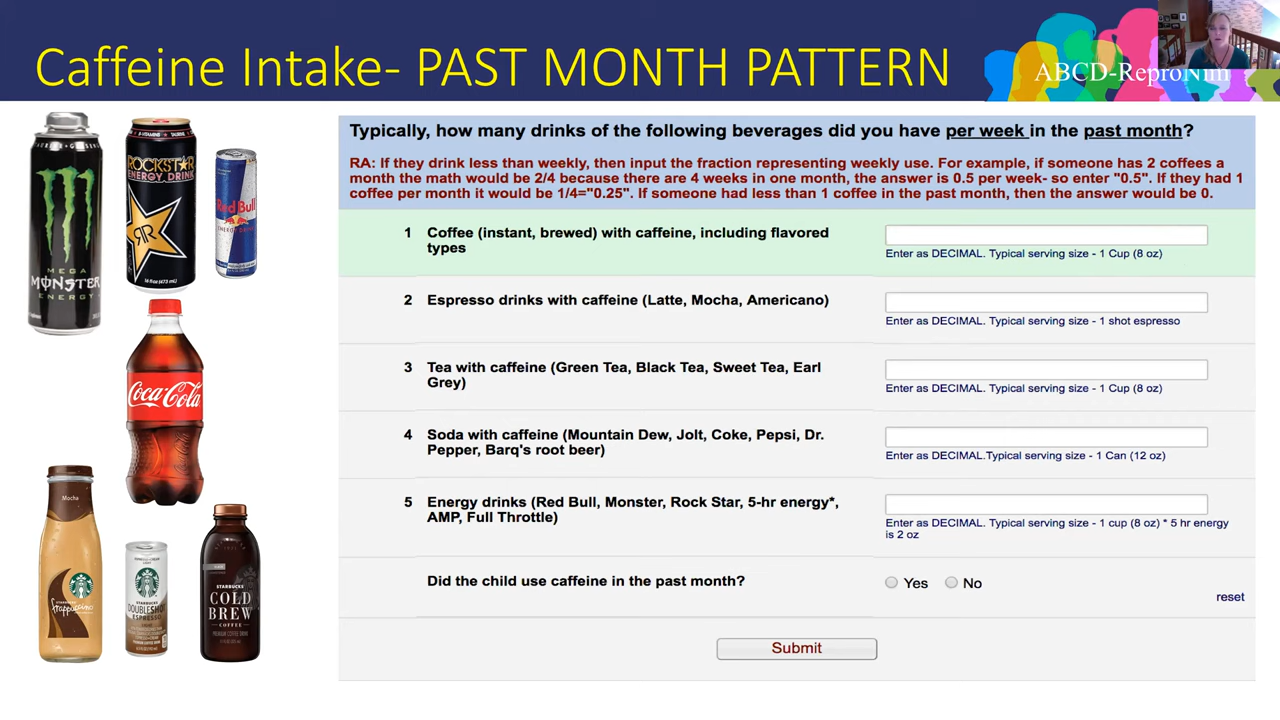 Caffeine Intake- PAST MONTH PATTERN
ABCD-ReproNim
Typically, how many drinks of the following beverages did you have per week in the past month?
RA: If they drink less than weekly, then input the fraction representing weekly use. For example, if someone has 2 coffees a
month the math would be 2/4 because there are 4 weeks in one month, the answer is 0.5 per week- so enter "0.5". If they had 1
coffee per month it would be 1/4="0.25". If someone had less than 1 coffee in the past month, then the answer would be 0.
1 Coffee (instant, brewed) with caffeine, including flavored
types
Enter as DECIMAL. Typical serving size - 1 Cup (8 oz)
2 Espresso drinks with caffeine (Latte, Mocha, Americano)
Enter as DECIMAL. Typical serving size - 1 shot espresso
3 Tea with caffeine (Green Tea, Black Tea, Sweet Tea, Earl
Grey)
Enter as DECIMAL. Typical serving size - 1 Cup (8 oz)
4 Soda with caffeine (Mountain Dew, Jolt, Coke, Pepsi, Dr.
Pepper, Barq's root beer)
Enter as DECIMAL.Typical serving size - 1 Can (12 oz)
5 Energy drinks (Red Bull, Monster, Rock Star, 5-hr energy*,
AMP, Full Throttle)
Enter as DECIMAL. Typical serving size - 1 cup (8 oz) * 5 hr energy
is 2 oz
Did the child use caffeine in the past month?
Yes No
reset
Submit
MEGA
MONSTER
ENERGY
ROCKSTAR
ENERGY DRINK
Red Bull
Coca-Cola
Mocha
STARBUCKS
frappuccino
STARBUCKS
DOUBLESHOT
ESPRESSO
STARBUCKS
COLD
BREW
COFFEE